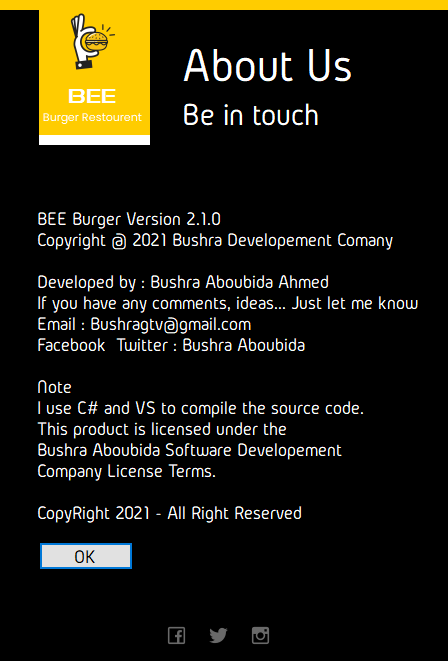 BEE
Burger Restourent
About Us
Be in touch
BEE Burger Version 2.1.0
Copyright @ 2021 Bushra Developement Comany
Developed by : Bushra Aboubida Ahmed
If you have any comments, ideas... Just let me know
Email : Bushragtv@gmail.com
Facebook  Twitter : Bushra Aboubida
Note
I use C# and VS to compile the source code.
This product is licensed under the
Bushra Aboubida Software Developement
Company License Terms.
CopyRight 2021 - All Right Reserved
OK